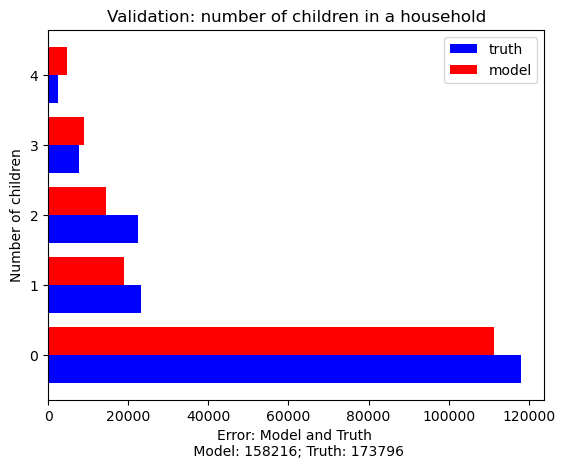 Validation: number of children in a household
truth
model
Number of children
4
3
2
1
0
0
20000
40000
60000
80000
100000
120000
Error: Model and Truth
Model: 158216; Truth: 173796